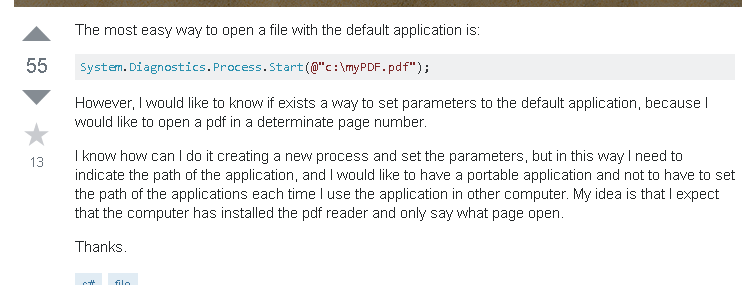 The most easy way to open a file with the default application is:
55
System.Diagnostics.Process.Start(@"c:\myPDF.pdf");
However, I would like to know if exists a way to set parameters to the default application, because I
would like to open a pdf in a determinate page number.
13
I know how can I do it creating a new process and set the parameters, but in this way I need to
indicate the path of the application, and I would like to have a portable application and not to have to set
the path of the applications each time I use the application in other computer. My idea is that I expect
that the computer has installed the pdf reader and only say what page open.
Thanks.
c# file